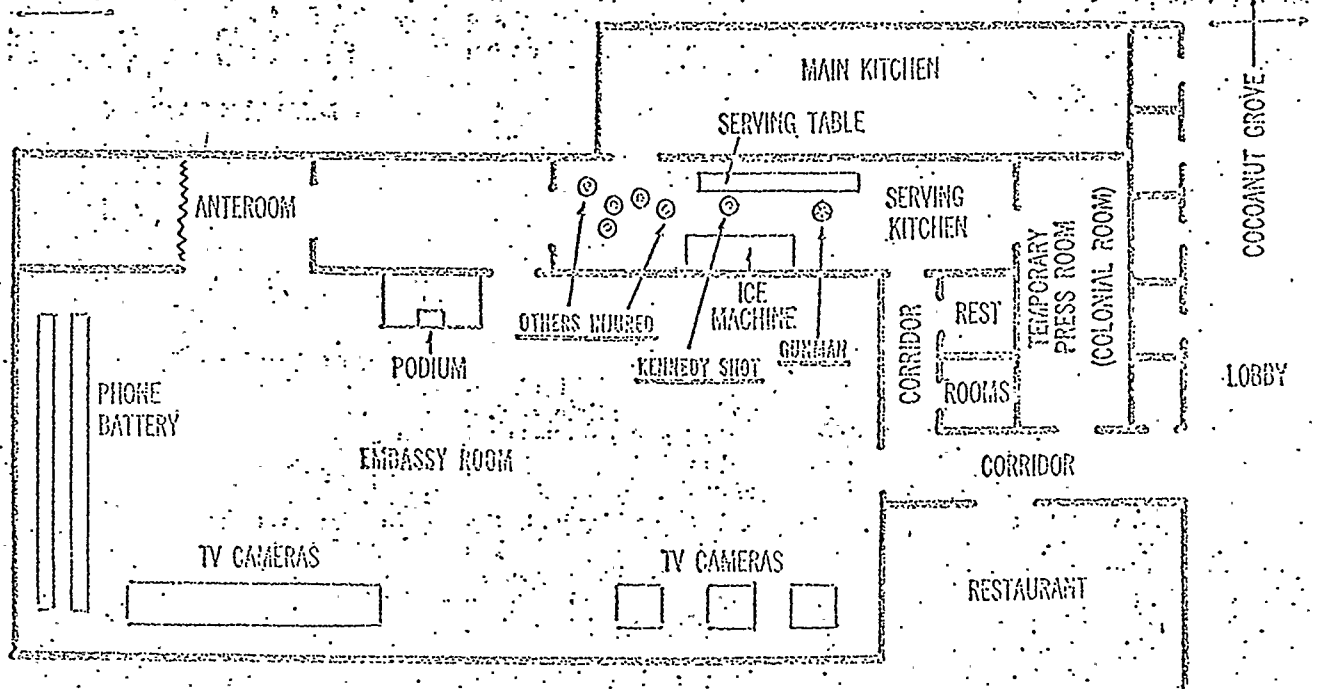 MAIN KITCHEN
SERVING TABLE
COCOANUT GROVE
ANTEROOM
SERVING
KITCHEN
TEMPORARY
PRESS ROOM
(COLONIAL ROOM)
OTHERS INJURED
ICE
MACHINE
KENNEDY SHOT
GUNMAN
CORRIDOR
REST
ROOMS
PODIUM
LOBBY
PHONE
BATTERY
EMBASSY ROOM
CORRIDOR
TV CAMERAS
TV CAMERAS
RESTAURANT